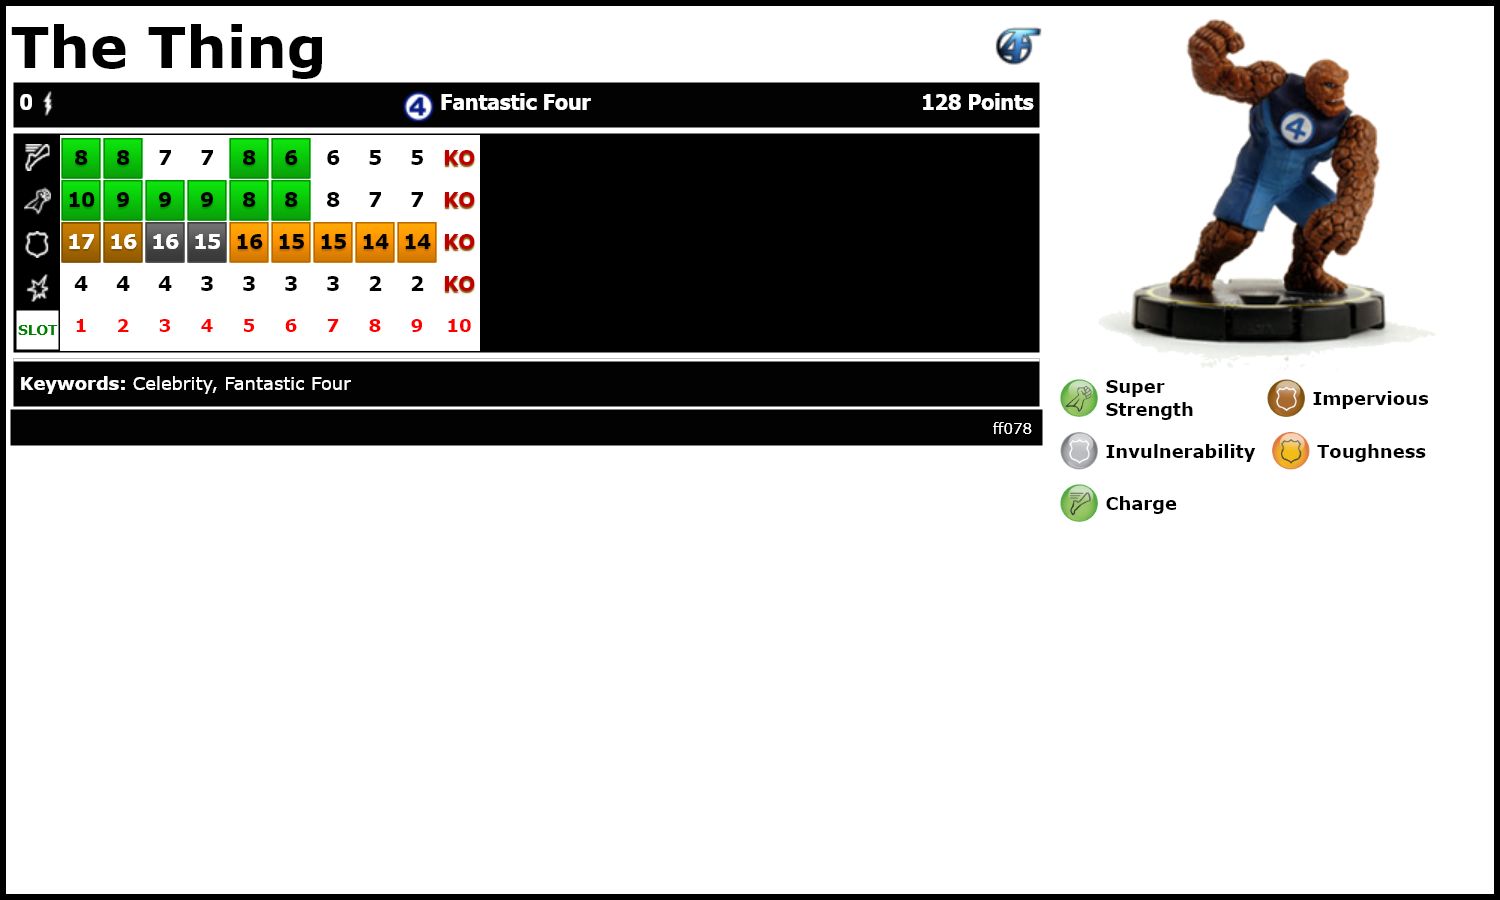 The Thing
0 Fantastic Four 128 Points
8 8 7 7 8 6 6 5 5 KO
10 9 9 9 8 8 8 7 7 KO
17 16 16 15 16 15 15 14 14 KO
4 4 4 3 3 3 3 2 2 KO
SLOT 1 2 3 4 5 6 7 8 9 10
Keywords: Celebrity, Fantastic Four
ff078
4
Super
Strength
Impervious
Invulnerability
Toughness
Charge